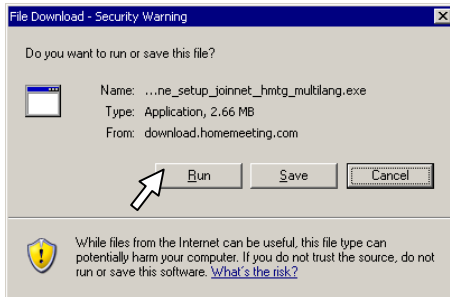 File Download - Security Warning
Do you want to run or save this file?
Name: ...ne_setup_joinnet_hmtg_multilang.exe
Type: Application, 2.66 MB
From: download.homemeeting.com
Run Save Cancel
While files from the Internet can be useful, this file type can
potentially harm your computer. If you do not trust the source, do not
run or save this software. What's the risk?